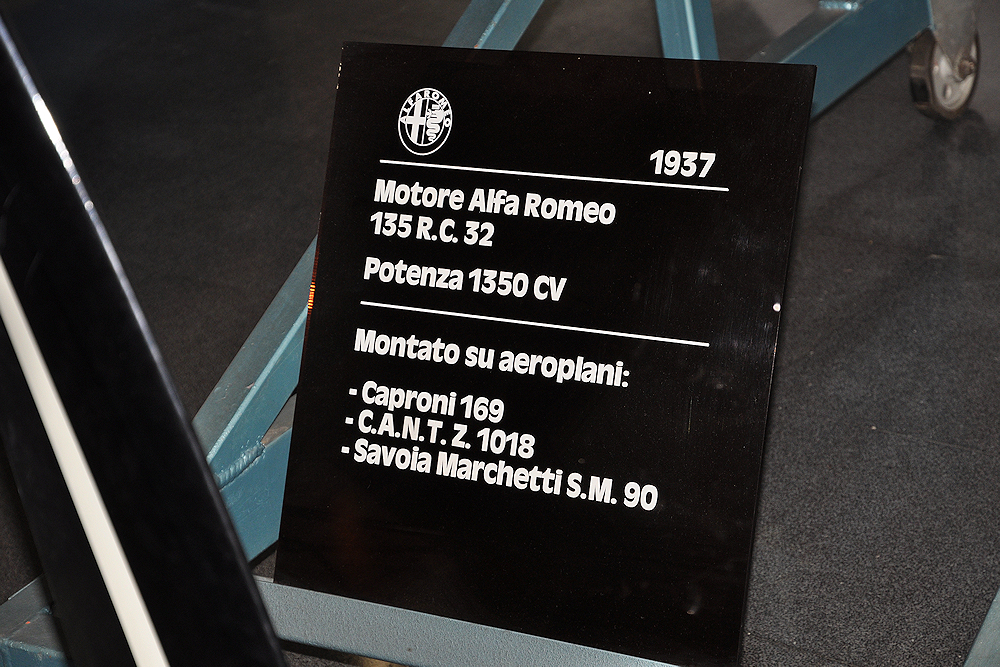 ALFA ROMEO
1937
Motore Alfa Romeo
135 R.C. 32
Potenza 1350 CV
Montato su aeroplani:
- Caproni 169
- C.A.N.T. Z. 1018
- Savoia Marchetti S.M. 90